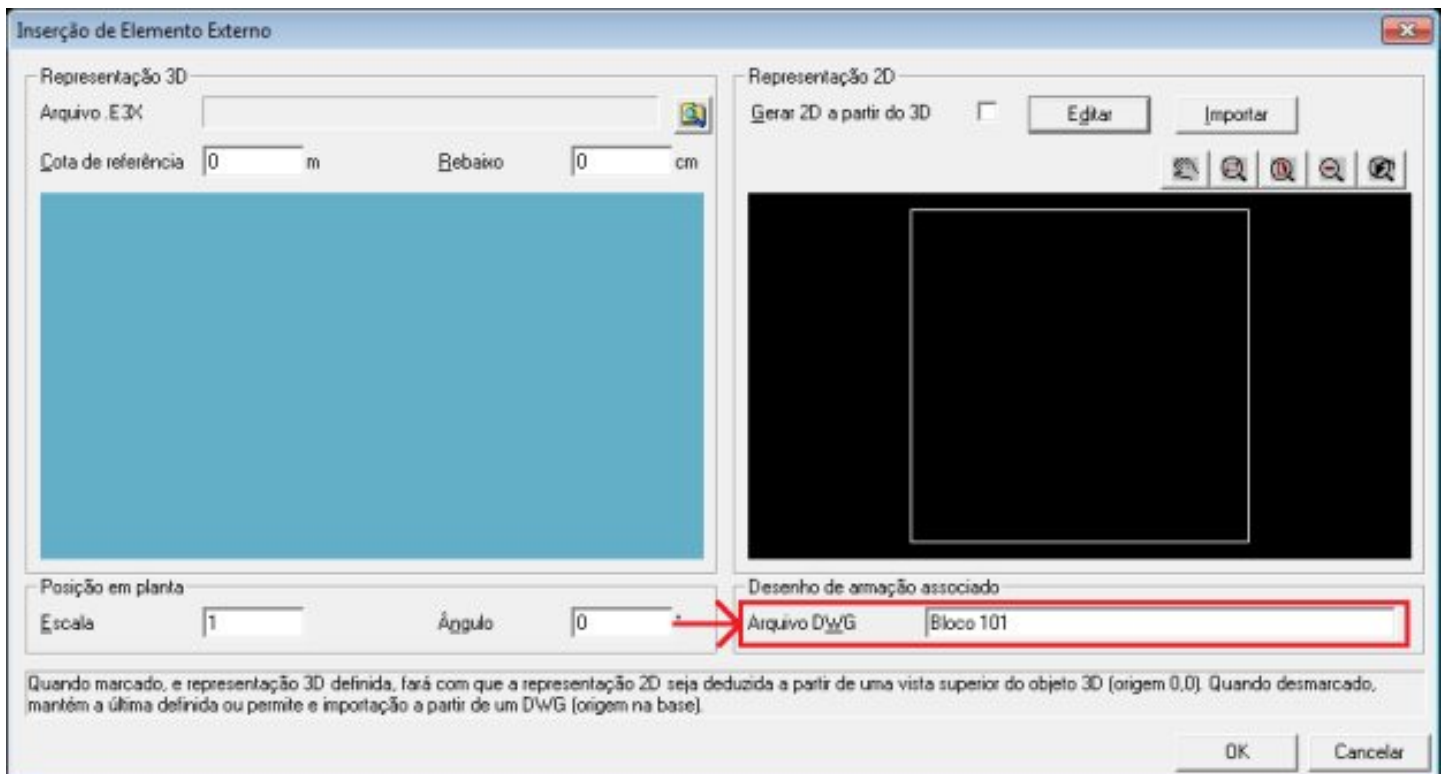 Inserção de Elemento Externo
Representação 3D
Arquivo .E3X
Cota de referência 0 m Rebaixo 0 cm
Representação 2D
Gerar 2D a partir do 3D Editar Importar
Posição em planta
Escala 1 Ângulo 0 °
Desenho de armação associado
Arquivo DWG Bloco 101
Quando marcado, e representação 3D definida, fará com que a representação 2D seja deduzida a partir de uma vista superior do objeto 3D (origem 0,0). Quando desmarcado,
mantém a última definida ou permite e importação a partir de um DWG (origem na base).
OK Cancelar